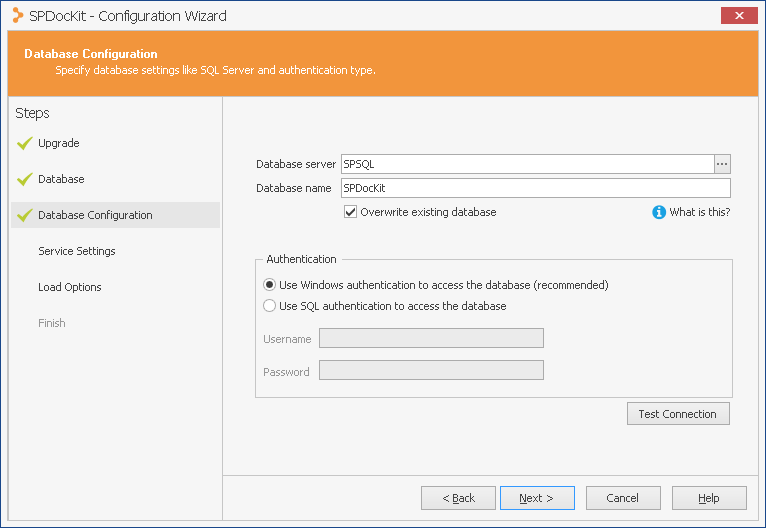 SPDocKit - Configuration Wizard
Database Configuration
Specify database settings like SQL Server and authentication type.
Steps
Upgrade
Database
Database Configuration
Service Settings
Load Options
Finish
Database server SPSQL ...
Database name SPDocKit
Overwrite existing database What is this?
Authentication
Use Windows authentication to access the database (recommended)
Use SQL authentication to access the database
Username
Password
Test Connection
< Back Next > Cancel Help